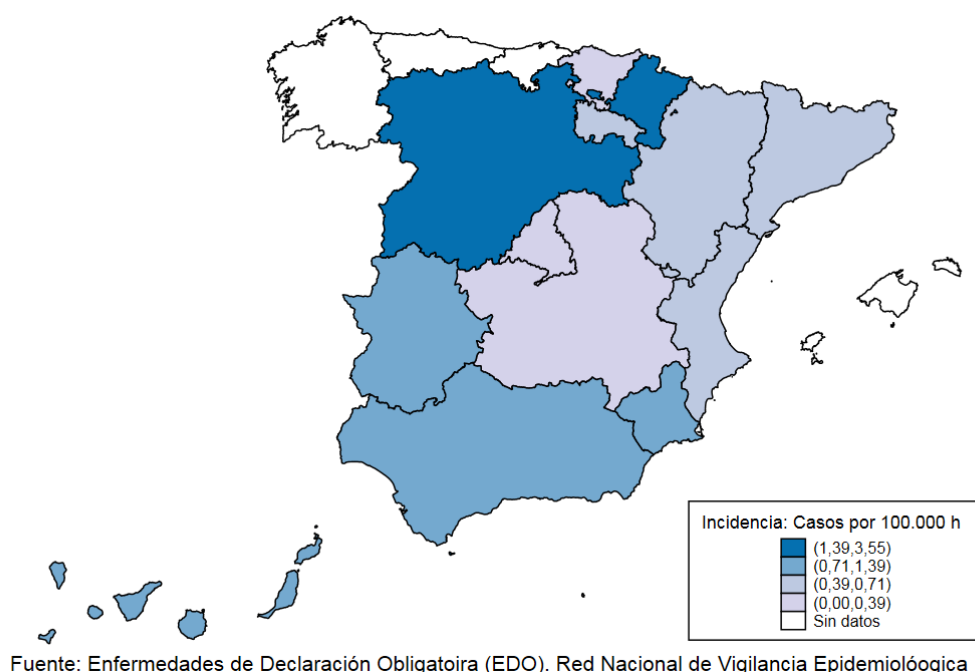 Incidencia: Casos por 100.000 h
(1,39,3,55)
(0,71,1,39)
(0,39,0,71)
(0,00,0,39)
Sin datos
Fuente: Enfermedades de Declaración Obligatoira (EDO). Red Nacional de Vigilancia Epidemiolóogica